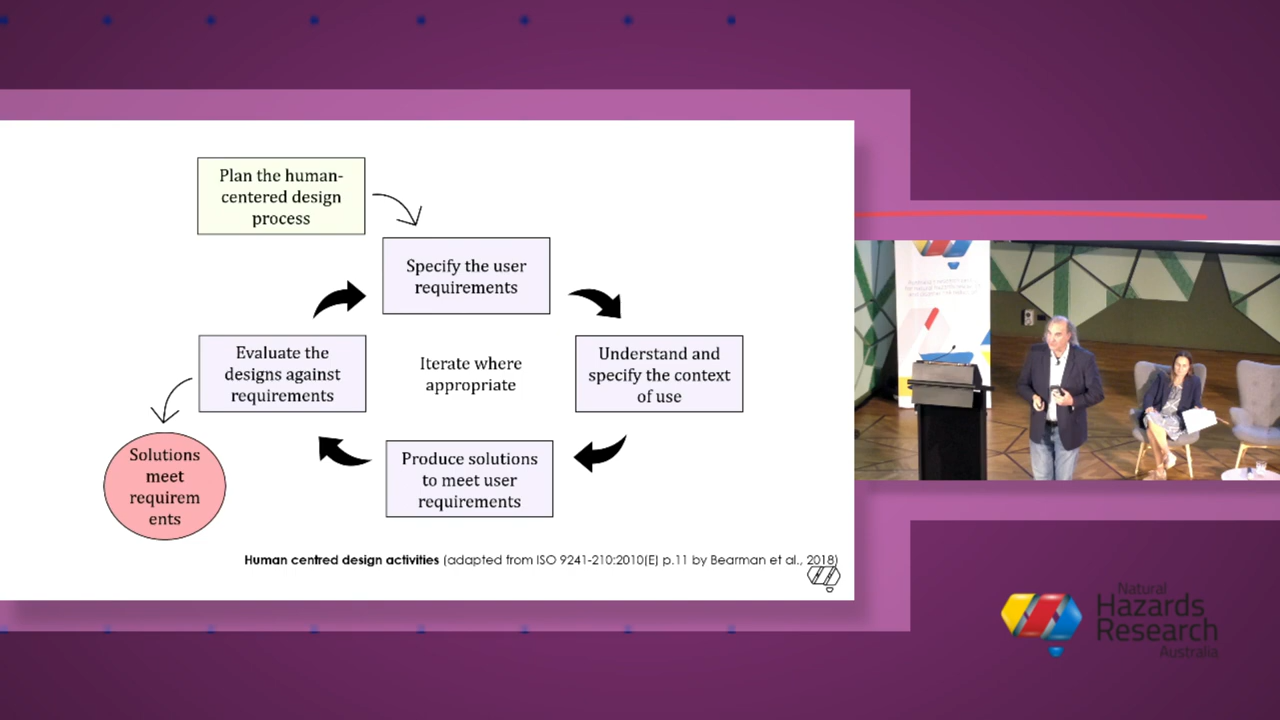 Plan the human-
centered design
process
Specify the user
requirements
Understand and
specify the context
of use
Iterate where
appropriate
Evaluate the
designs against
requirements
Produce solutions
to meet user
requirements
Solutions
meet
requirem
ents
Human centred design activities (adapted from ISO 9241-210:2010(E) p.11 by Bearman et al., 2018)
Natural
Hazards
Research
Australia